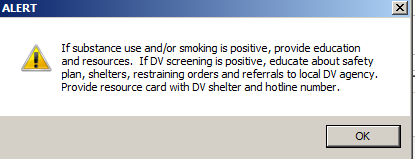 ALERT
If substance use and/or smoking is positive, provide education
and resources.  If DV screening is positive, educate about safety
plan, shelters, restraining orders and referrals to local DV agency.
Provide resource card with DV shelter and hotline number.
OK